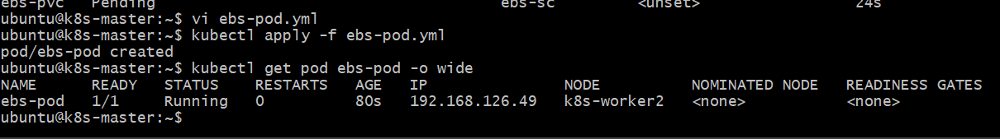 ebs-pvc   Pending                                      ebs-sc         <unset>                 24s
ubuntu@k8s-master:~$ vi ebs-pod.yml
ubuntu@k8s-master:~$ kubectl apply -f ebs-pod.yml
pod/ebs-pod created
ubuntu@k8s-master:~$ kubectl get pod ebs-pod -o wide
NAME      READY   STATUS    RESTARTS   AGE   IP               NODE          NOMINATED NODE   READINESS GATES
ebs-pod   1/1     Running   0          80s   192.168.126.49   k8s-worker2   <none>           <none>
ubuntu@k8s-master:~$